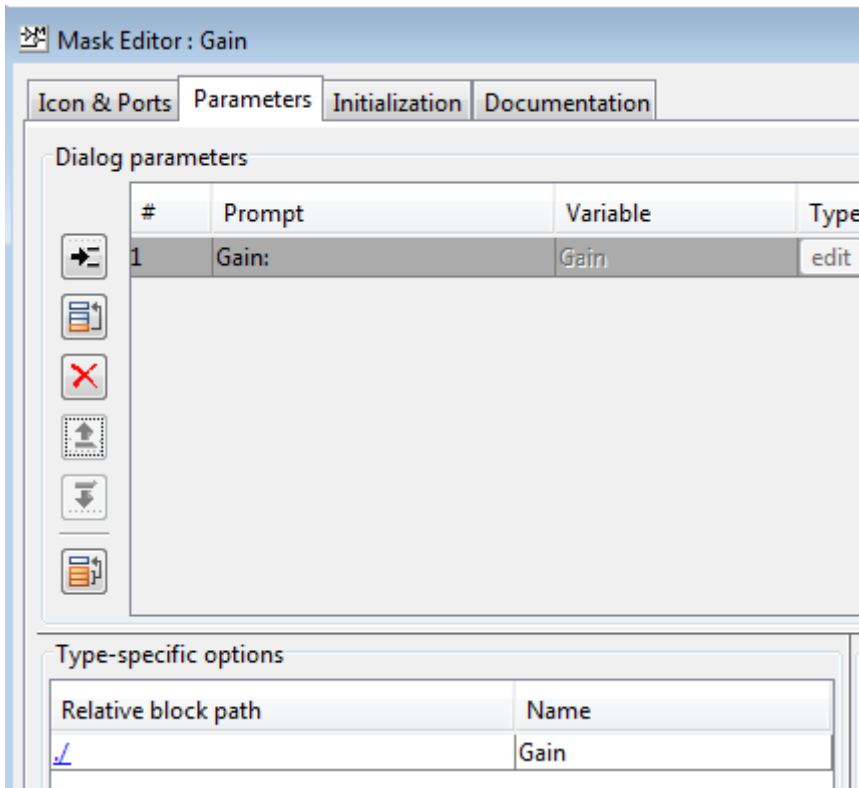 Mask Editor : Gain
Icon & Ports Parameters Initialization Documentation
Dialog parameters
# Prompt Variable Type
1 Gain: Gain edit
Type-specific options
Relative block path Name
./ Gain